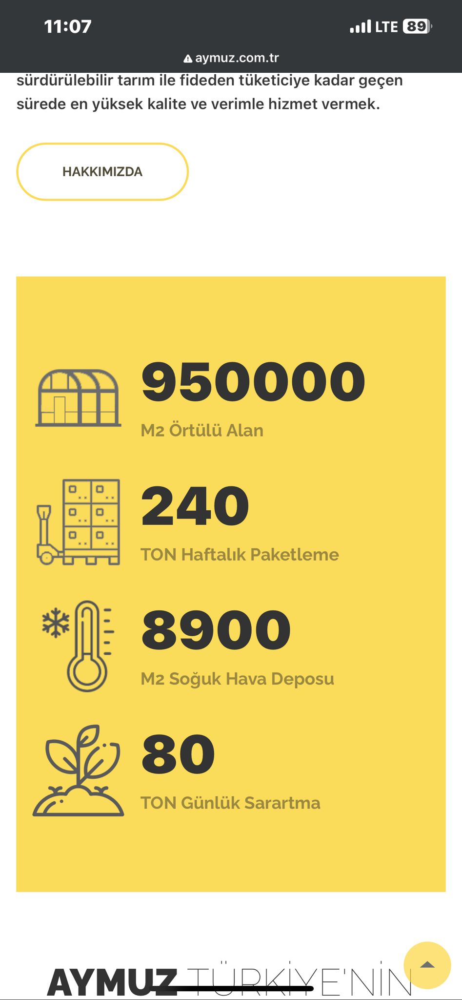 11:07
LTE 89
aymuz.com.tr
sürdürülebilir tarım ile fideden tüketiciye kadar geçen
sürede en yüksek kalite ve verimle hizmet vermek.
HAKKIMIZDA
950000
M2 Örtülü Alan
240
TON Haftalık Paketleme
8900
M2 Soğuk Hava Deposu
80
TON Günlük Sarartma
AYMUZ TÜRKİYE'NİN